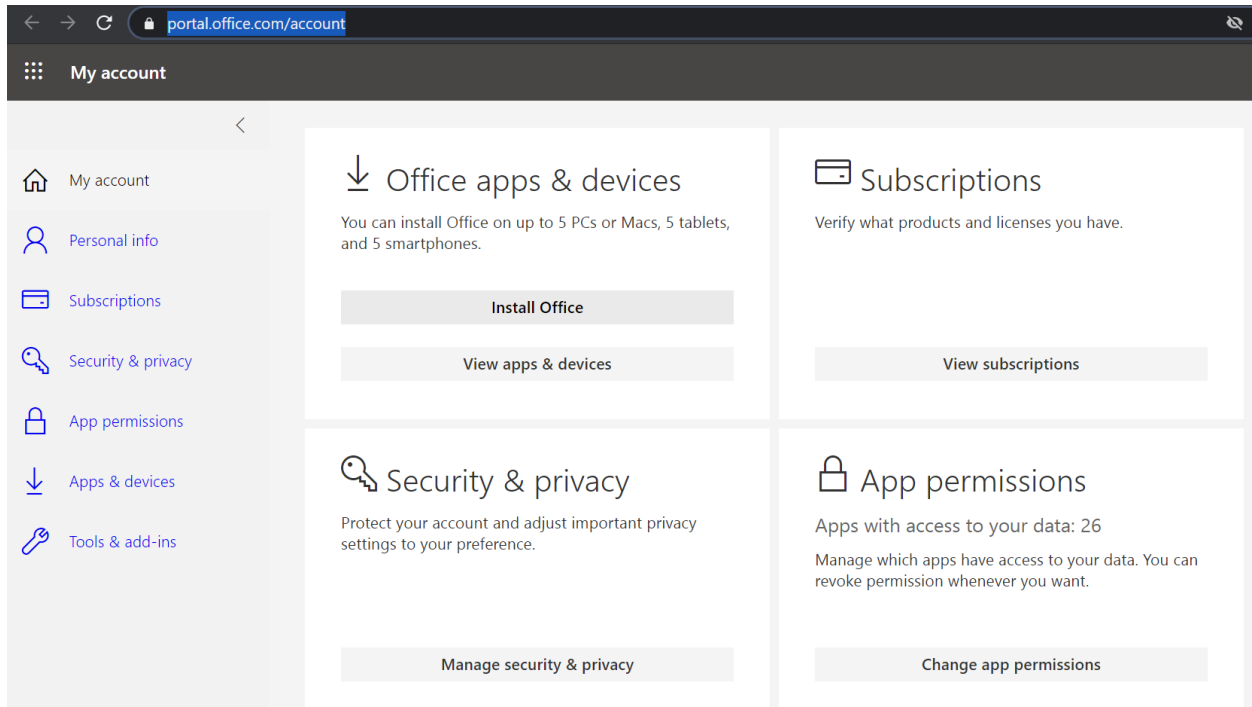 portal.office.com/account
My account
My account
Personal info
Subscriptions
Security & privacy
App permissions
Apps & devices
Tools & add-ins
Office apps & devices
You can install Office on up to 5 PCs or Macs, 5 tablets,
and 5 smartphones.
Install Office
View apps & devices
Subscriptions
Verify what products and licenses you have.
View subscriptions
Security & privacy
Protect your account and adjust important privacy
settings to your preference.
Manage security & privacy
App permissions
Apps with access to your data: 26
Manage which apps have access to your data. You can
revoke permission whenever you want.
Change app permissions